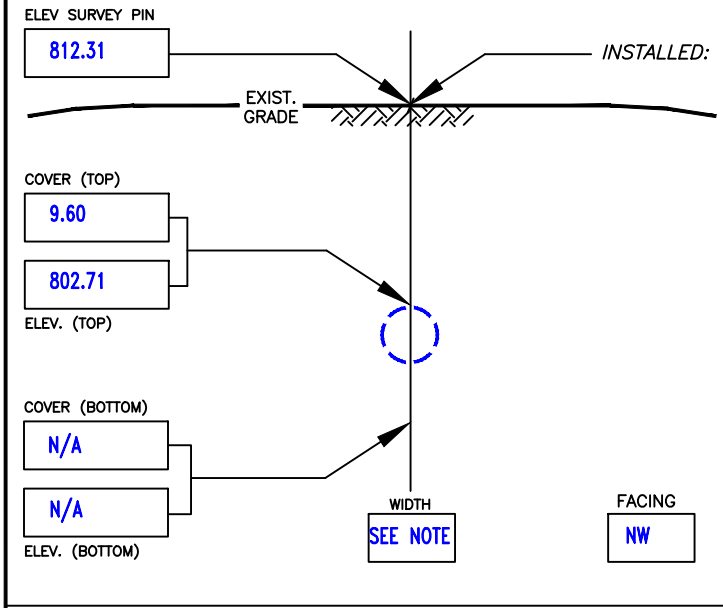 ELEV SURVEY PIN
812.31
INSTALLED:
EXIST.
GRADE
COVER (TOP)
9.60
802.71
ELEV. (TOP)
COVER (BOTTOM)
N/A
N/A
ELEV. (BOTTOM)
WIDTH
SEE NOTE
FACING
NW